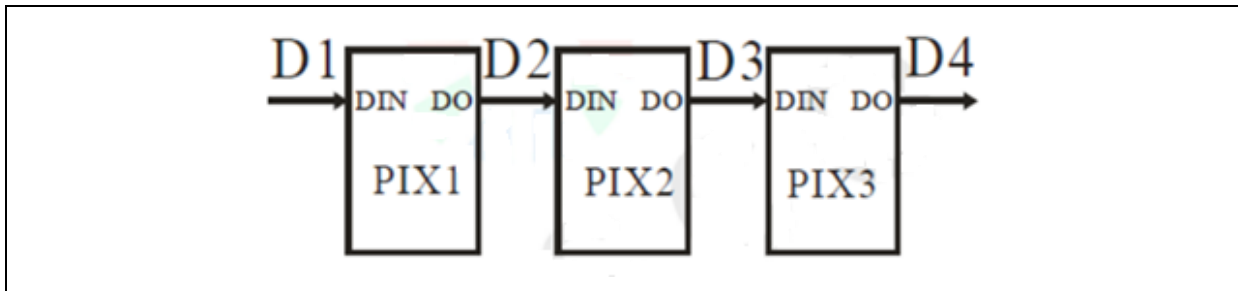 D1 D2 D3 D4
DIN DO DIN DO DIN DO
PIX1 PIX2 PIX3